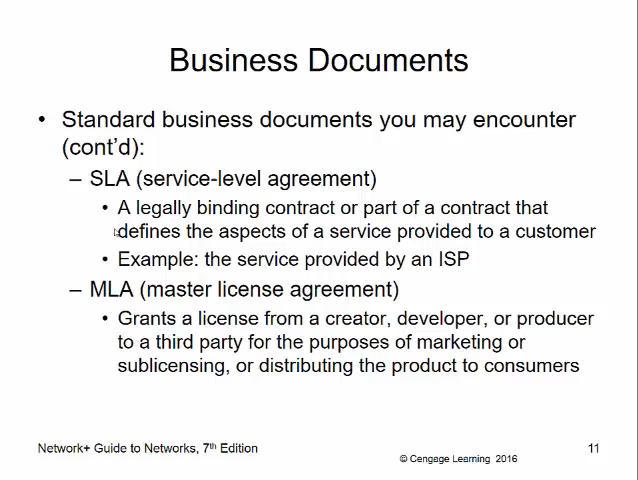 Business Documents
• Standard business documents you may encounter
(cont'd):
– SLA (service-level agreement)
• A legally binding contract or part of a contract that
defines the aspects of a service provided to a customer
• Example: the service provided by an ISP
– MLA (master license agreement)
• Grants a license from a creator, developer, or producer
to a third party for the purposes of marketing or
sublicensing, or distributing the product to consumers
Network+ Guide to Networks, 7th Edition
© Cengage Learning 2016
11